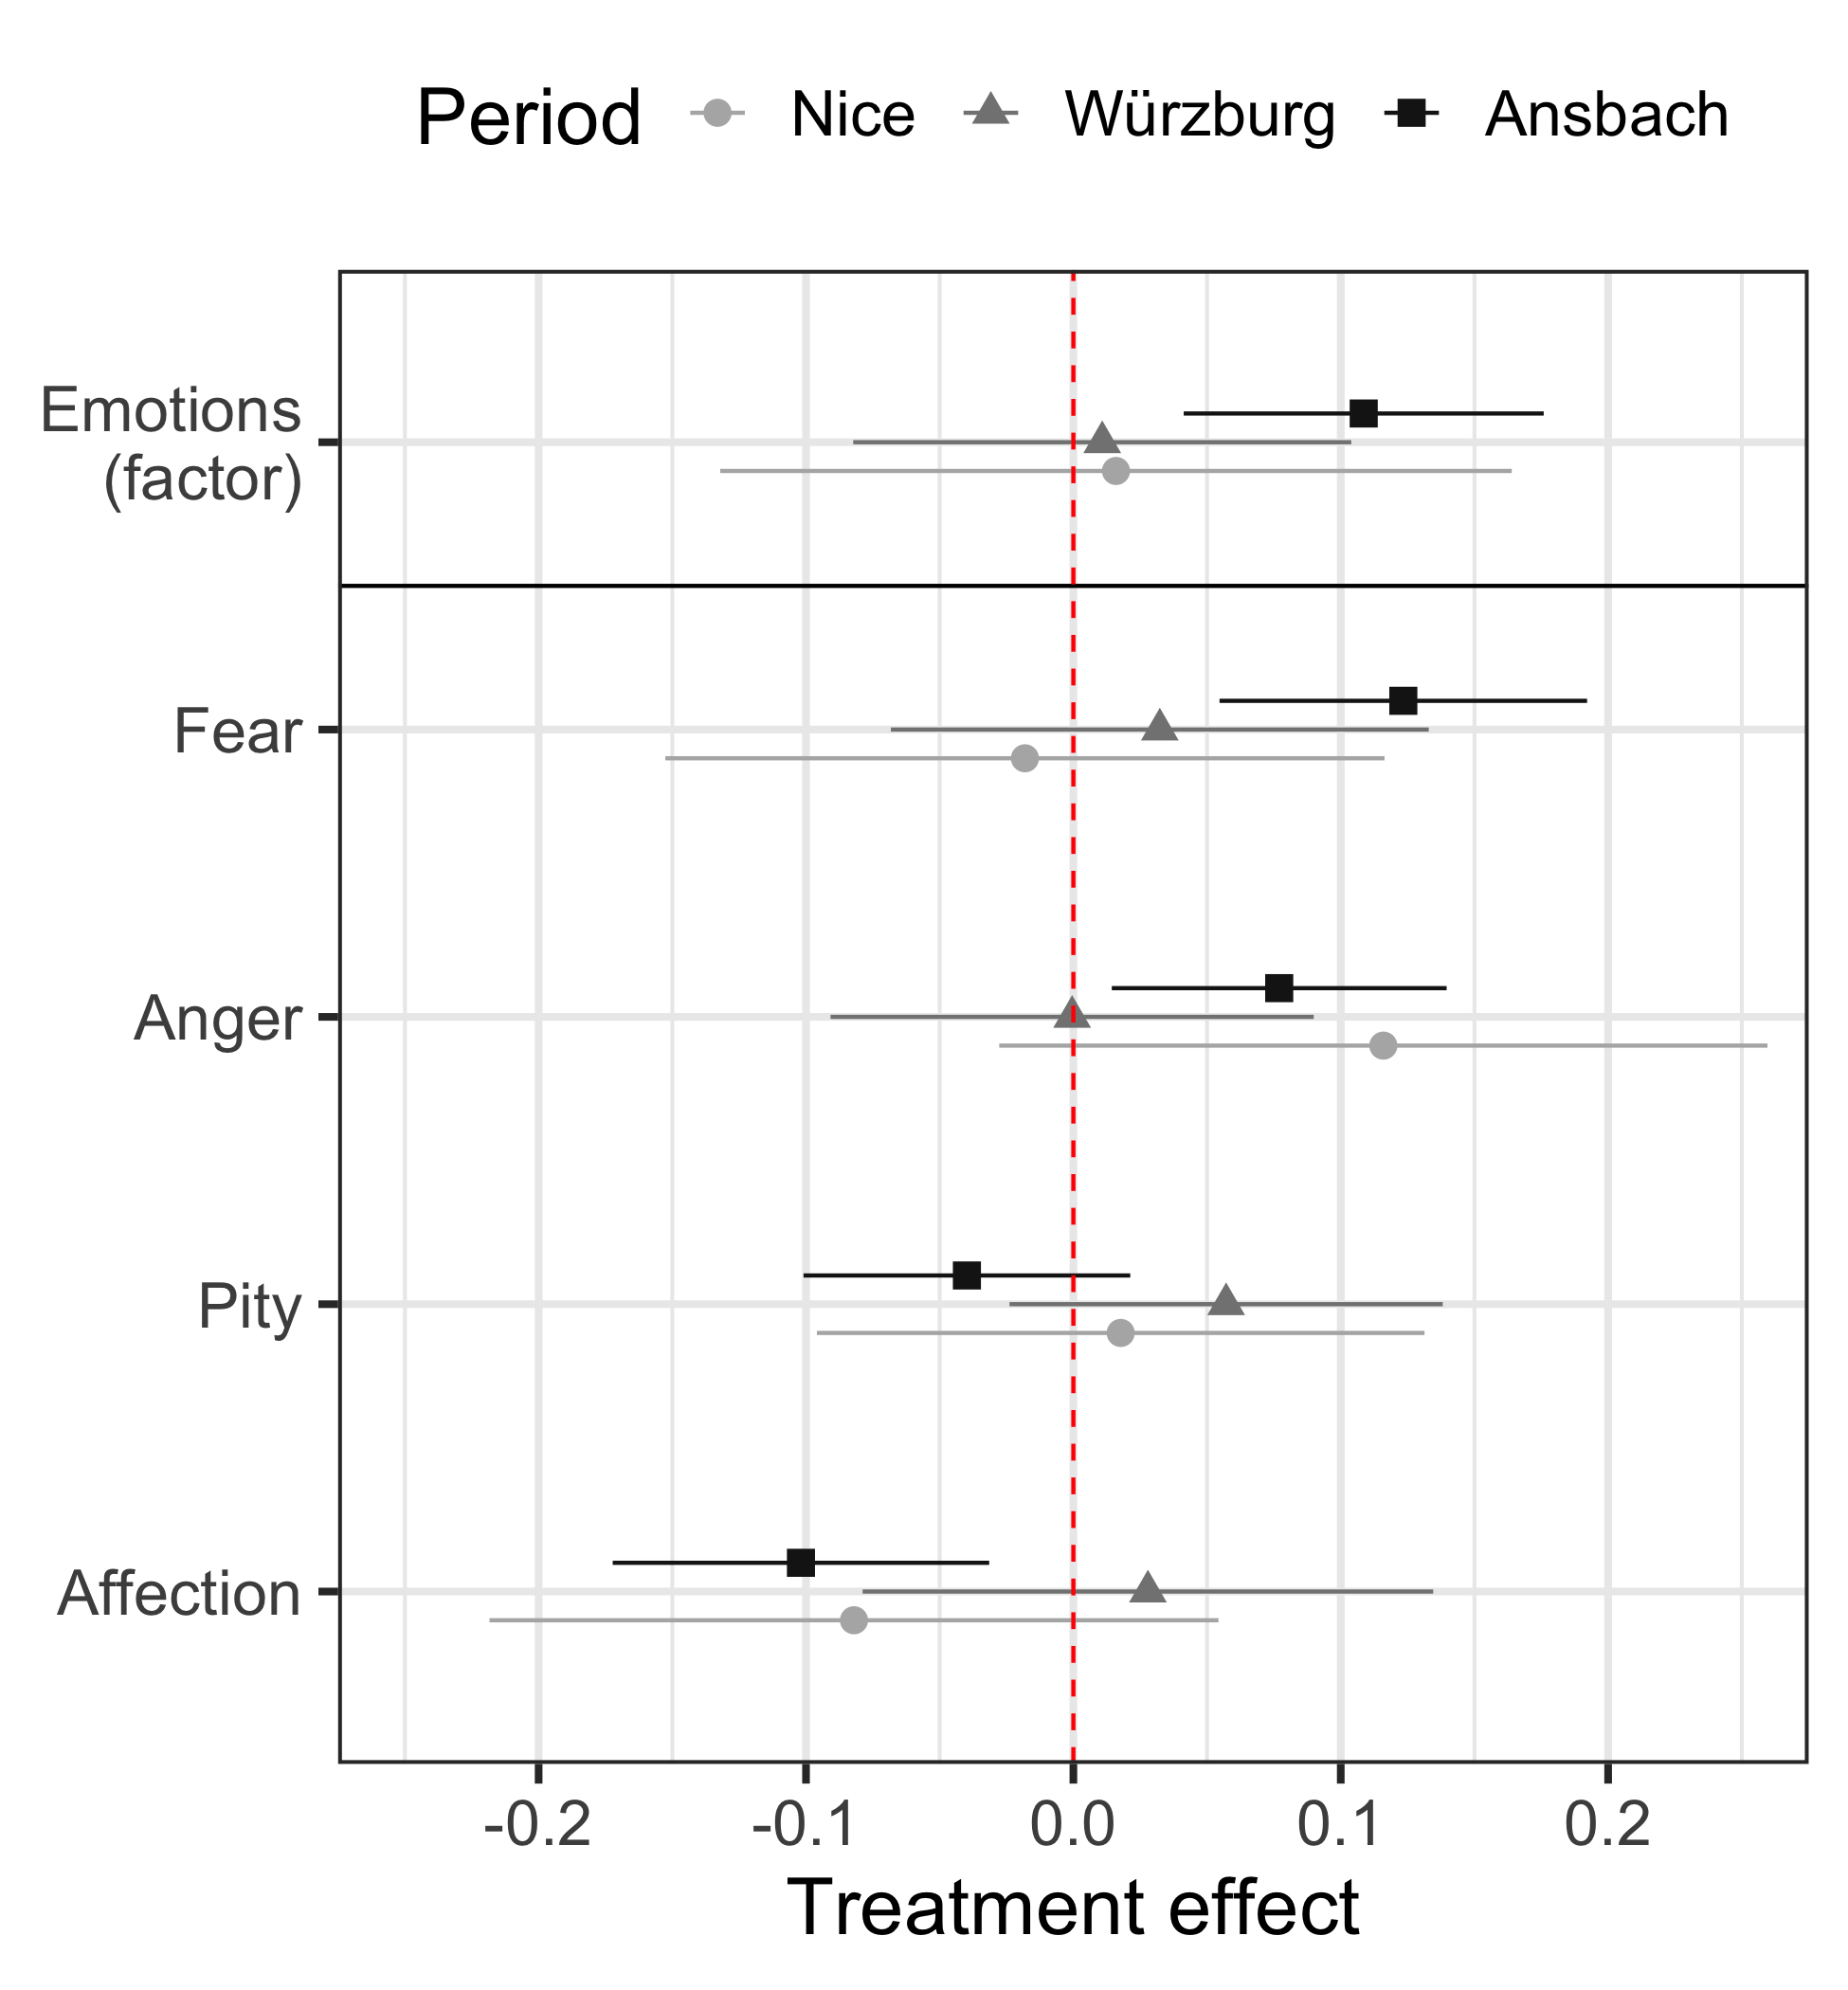 Period Nice Würzburg Ansbach
Emotions
(factor)
Fear
Anger
Pity
Affection
-0.2 -0.1 0.0 0.1 0.2
Treatment effect